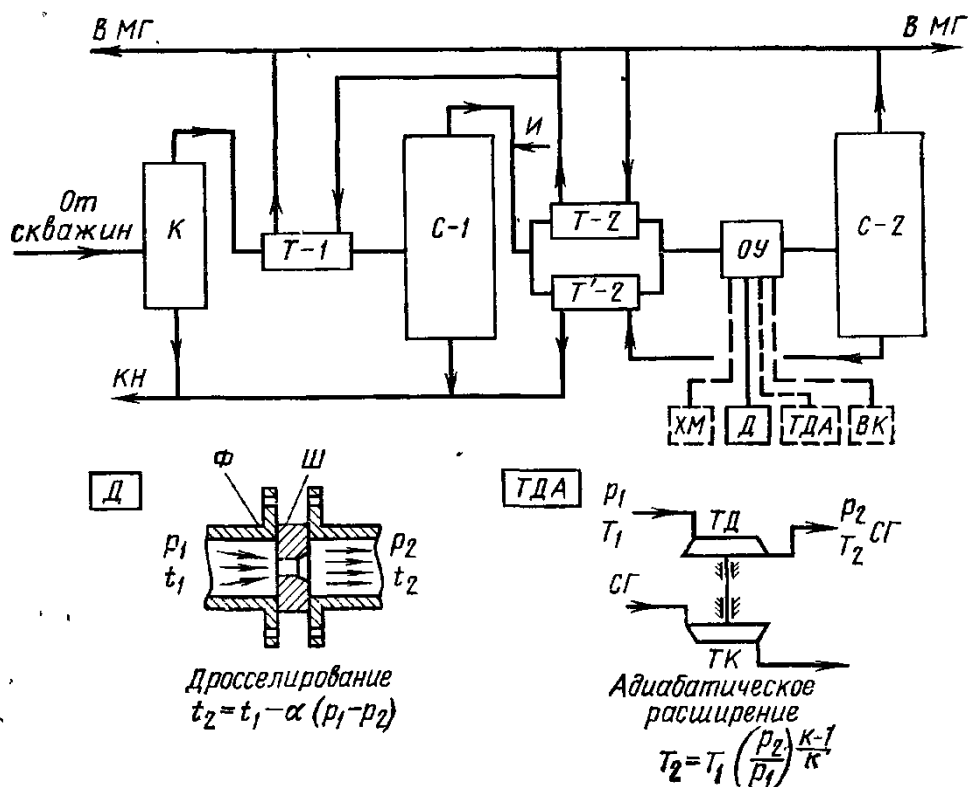 В МГ
В МГ
И
От
скважин
К
Т-1
С-1
Т-2
Т'-2
ОУ
С-2
КН
ХМ
Д
ТДА
ВК
Д
Ф
Ш
p₁
t₁
p₂
t₂
Дросселирование
t₂=t₁-α(p₁-p₂)
ТДА
p₁
T₁
ТД
p₂
T₂ СГ
СГ
ТК
Адиабатическое
расширение
T₂=T₁(p₂/p₁)^(к-1)/к